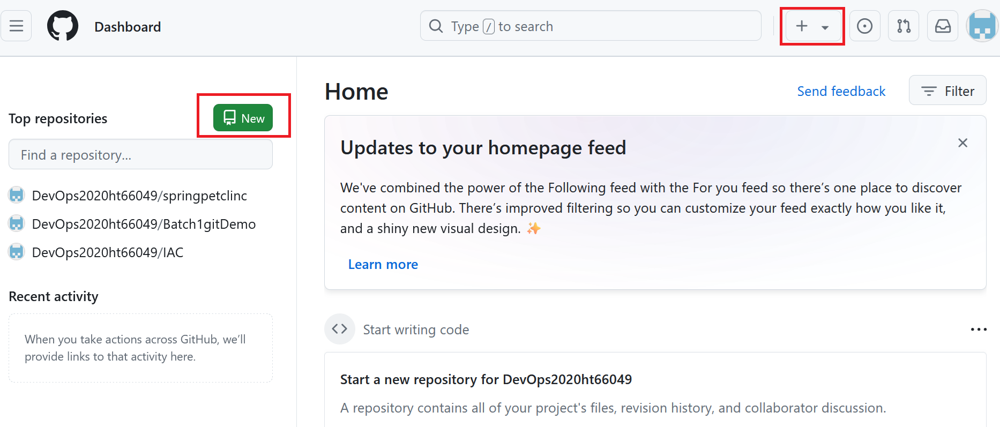 Dashboard
Type / to search
Top repositories
New
Find a repository...
DevOps2020ht66049/springpetclinc
DevOps2020ht66049/Batch1gitDemo
DevOps2020ht66049/IAC
Recent activity
When you take actions across GitHub, we’ll
provide links to that activity here.
Home
Send feedback
Filter
Updates to your homepage feed
We've combined the power of the Following feed with the For you feed so there’s one place to discover
content on GitHub. There’s improved filtering so you can customize your feed exactly how you like it,
and a shiny new visual design. ✨
Learn more
Start writing code
Start a new repository for DevOps2020ht66049
A repository contains all of your project's files, revision history, and collaborator discussion.